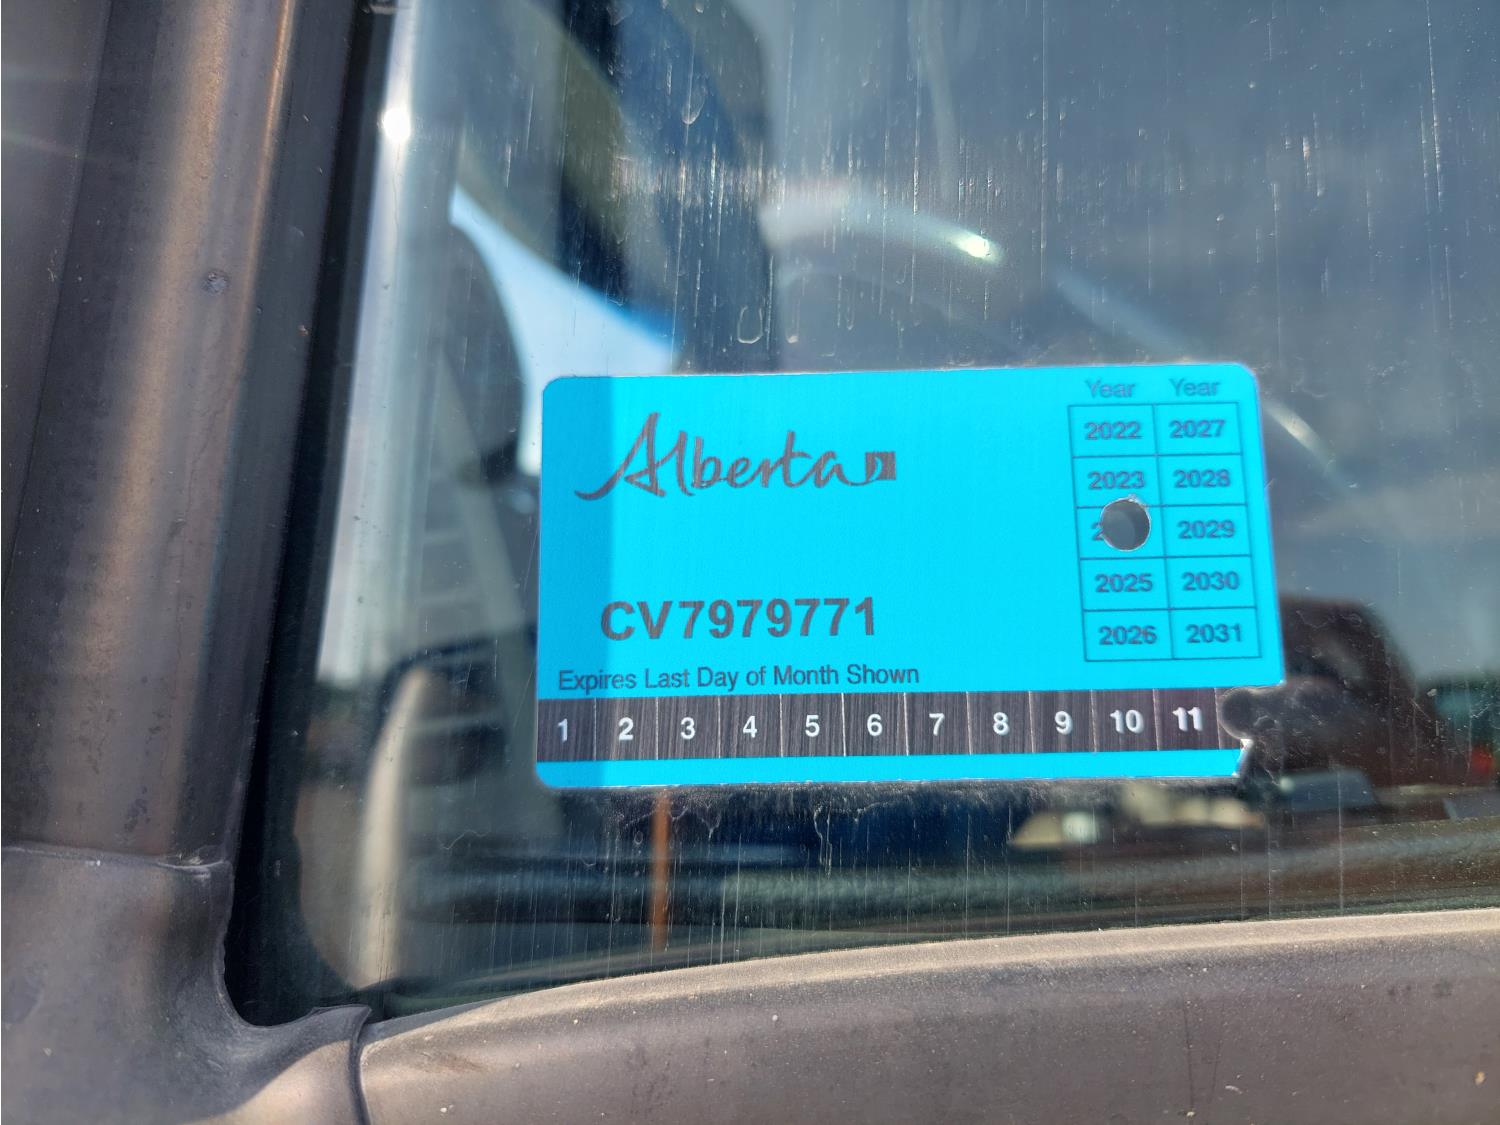 Alberta
Year Year
2022 2027
2023 2028
2029
2025 2030
2026 2031
CV7979771
Expires Last Day of Month Shown
1 2 3 4 5 6 7 8 9 10 11